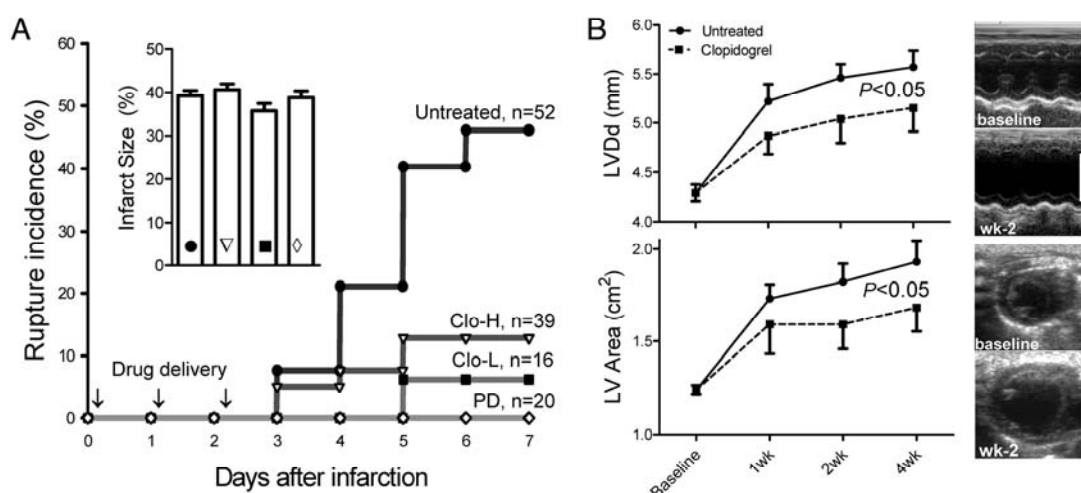 A
Rupture incidence (%)
60
50
40
30
20
10
0
Infarct Size
(%)
50
40
30
20
10
0
Untreated, n=52
Clo-H, n=39
Clo-L, n=16
PD, n=20
Drug delivery
0 1 2 3 4 5 6 7
Days after infarction
B
LVDd (mm)
6.0
5.5
5.0
4.5
4.0
Untreated
Clopidogrel
P<0.05
LV Area (cm²)
2.0
1.5
1.0
P<0.05
Baseline 1wk 2wk 4wk
baseline
wk-2
baseline
wk-2